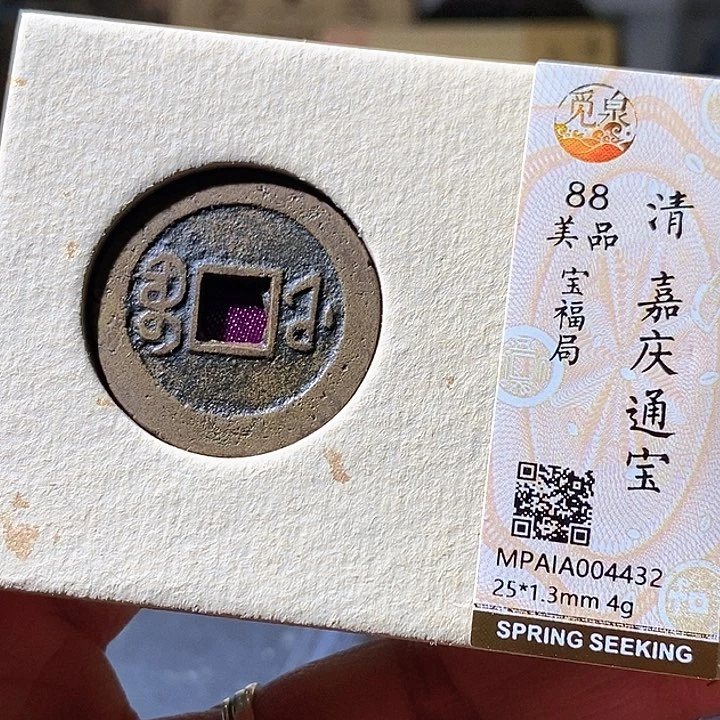 觅泉
清 嘉庆通宝
88
美品
宝福局
MPAIA004432
25*1.3mm 4g
SPRING SEEKING